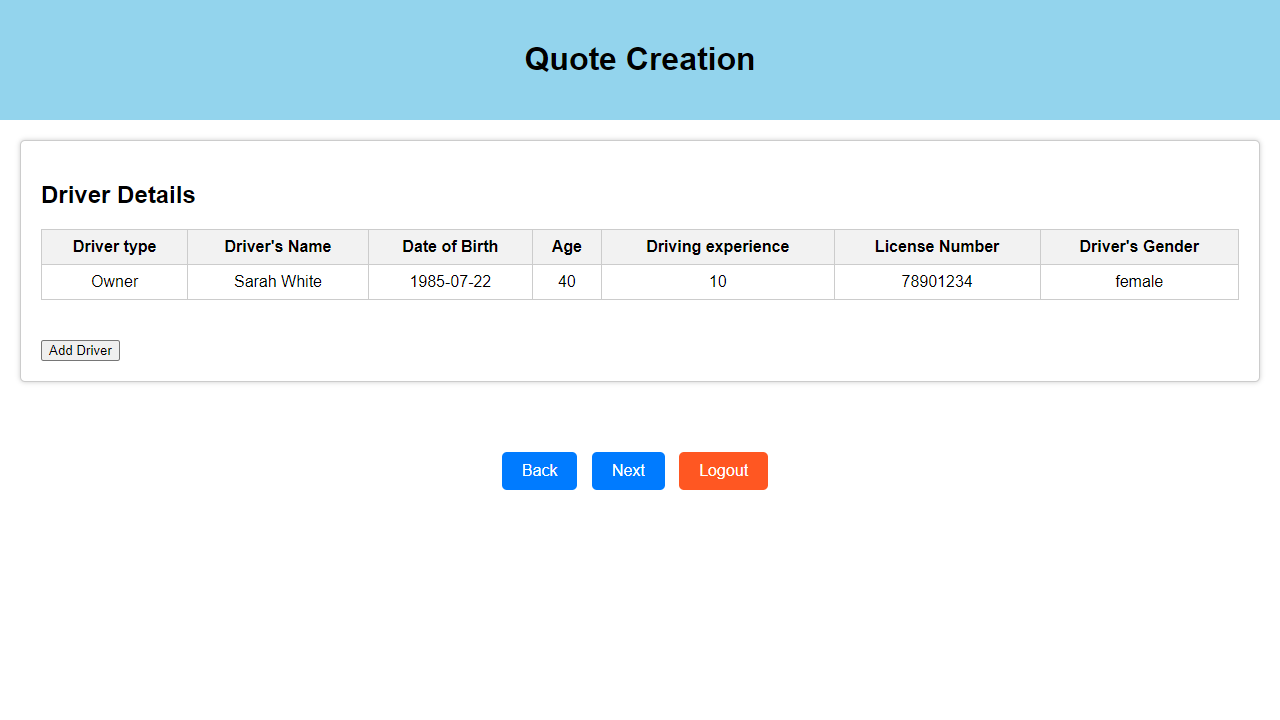 Quote Creation
Driver Details
Driver type Driver's Name Date of Birth Age Driving experience License Number Driver's Gender
Owner Sarah White 1985-07-22 40 10 78901234 female
Add Driver
Back Next Logout